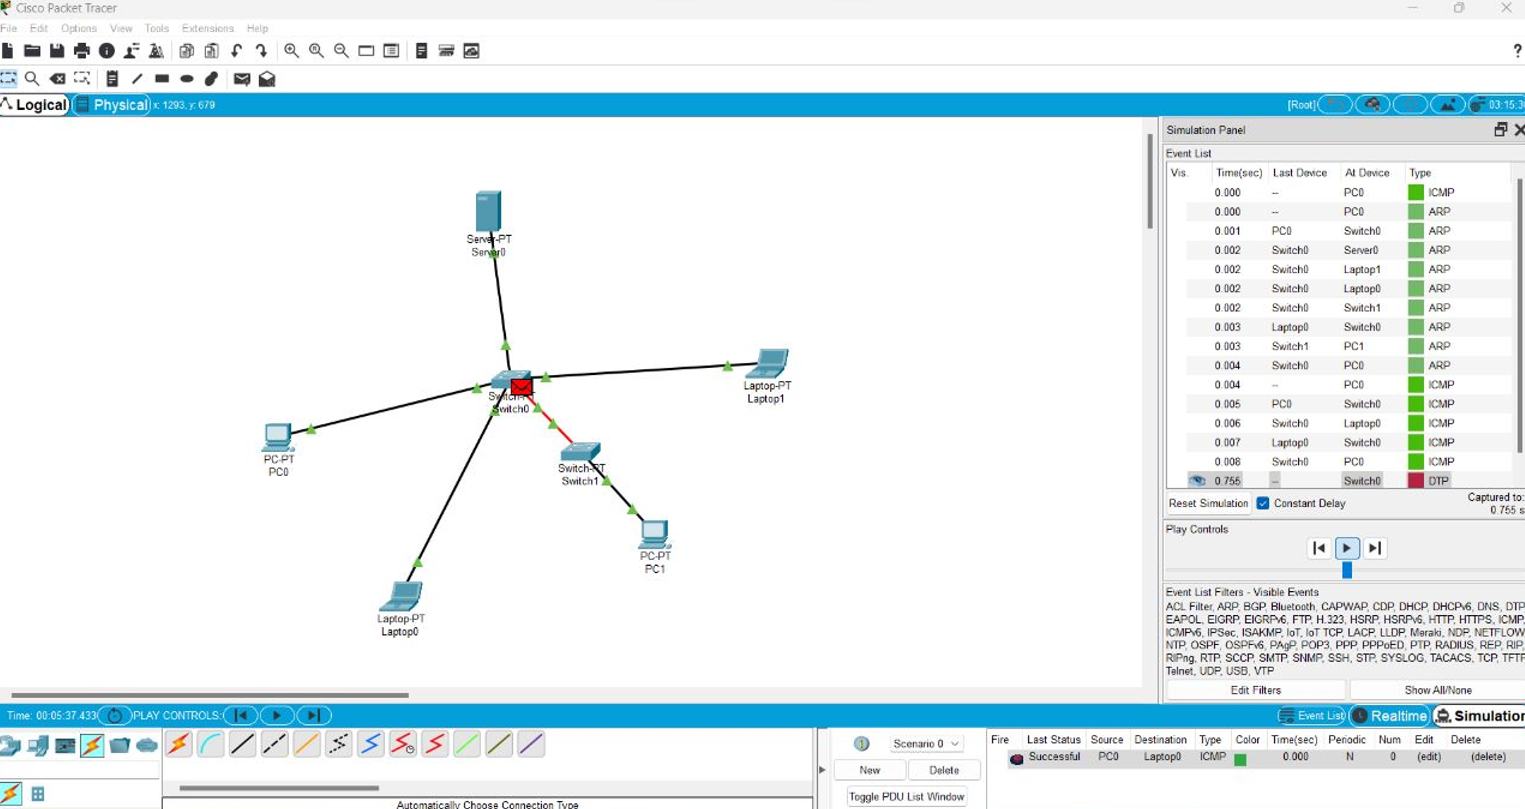 Cisco Packet Tracer
File Edit Options View Tools Extensions Help
?
Logical Physical x: 1293, y: 679 [Root] 03:15:30
Simulation Panel
Event List
Vis. Time(sec) Last Device At Device Type
0.000 -- PC0 ICMP
0.000 -- PC0 ARP
0.001 PC0 Switch0 ARP
0.002 Switch0 Server0 ARP
0.002 Switch0 Laptop1 ARP
0.002 Switch0 Laptop0 ARP
0.002 Switch0 Switch1 ARP
0.003 Laptop0 Switch0 ARP
0.003 Switch1 PC1 ARP
0.004 Switch0 PC0 ARP
0.004 -- PC0 ICMP
0.005 PC0 Switch0 ICMP
0.006 Switch0 Laptop0 ICMP
0.007 Laptop0 Switch0 ICMP
0.008 Switch0 PC0 ICMP
0.755 -- Switch0 DTP
Reset Simulation Constant Delay Captured to:
0.755 s
Play Controls
Event List Filters - Visible Events
ACL Filter, ARP, BGP, Bluetooth, CAPWAP, CDP, DHCP, DHCPv6, DNS, DTP
EAPOL, EIGRP, EIGRPv6, FTP, H.323, HSRP, HSRPv6, HTTP, HTTPS, ICMP,
ICMPv6, IPSec, ISAKMP, IoT, IoT TCP, LACP, LLDP, Meraki, NDP, NETFLOW
NTP, OSPF, OSPFv6, PAgP, POP3, PPP, PPPoED, PTP, RADIUS, REP, RIP,
RIPng, RTP, SCCP, SMTP, SNMP, SSH, STP, SYSLOG, TACACS, TCP, TFTP
Telnet, UDP, USB, VTP
Edit Filters Show All/None
Server-PT
Server0
Laptop-PT
Laptop1
Switch-PT
Switch0
PC-PT
PC0
Switch-PT
Switch1
PC-PT
PC1
Laptop-PT
Laptop0
Time: 00:05:37.433 PLAY CONTROLS: Event List Realtime Simulation
Automatically Choose Connection Type
Scenario 0
New Delete
Toggle PDU List Window
Fire Last Status Source Destination Type Color Time(sec) Periodic Num Edit Delete
Successful PC0 Laptop0 ICMP 0.000 N 0 (edit) (delete)